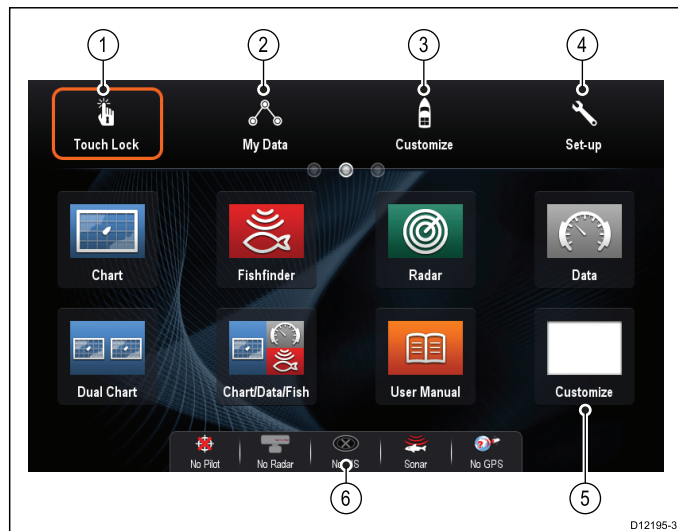 1 2 3 4
Touch Lock My Data Customize Set-up
Chart Fishfinder Radar Data
Dual Chart Chart/Data/Fish User Manual Customize
No Pilot No Radar Sonar No GPS
6 5
D12195-3